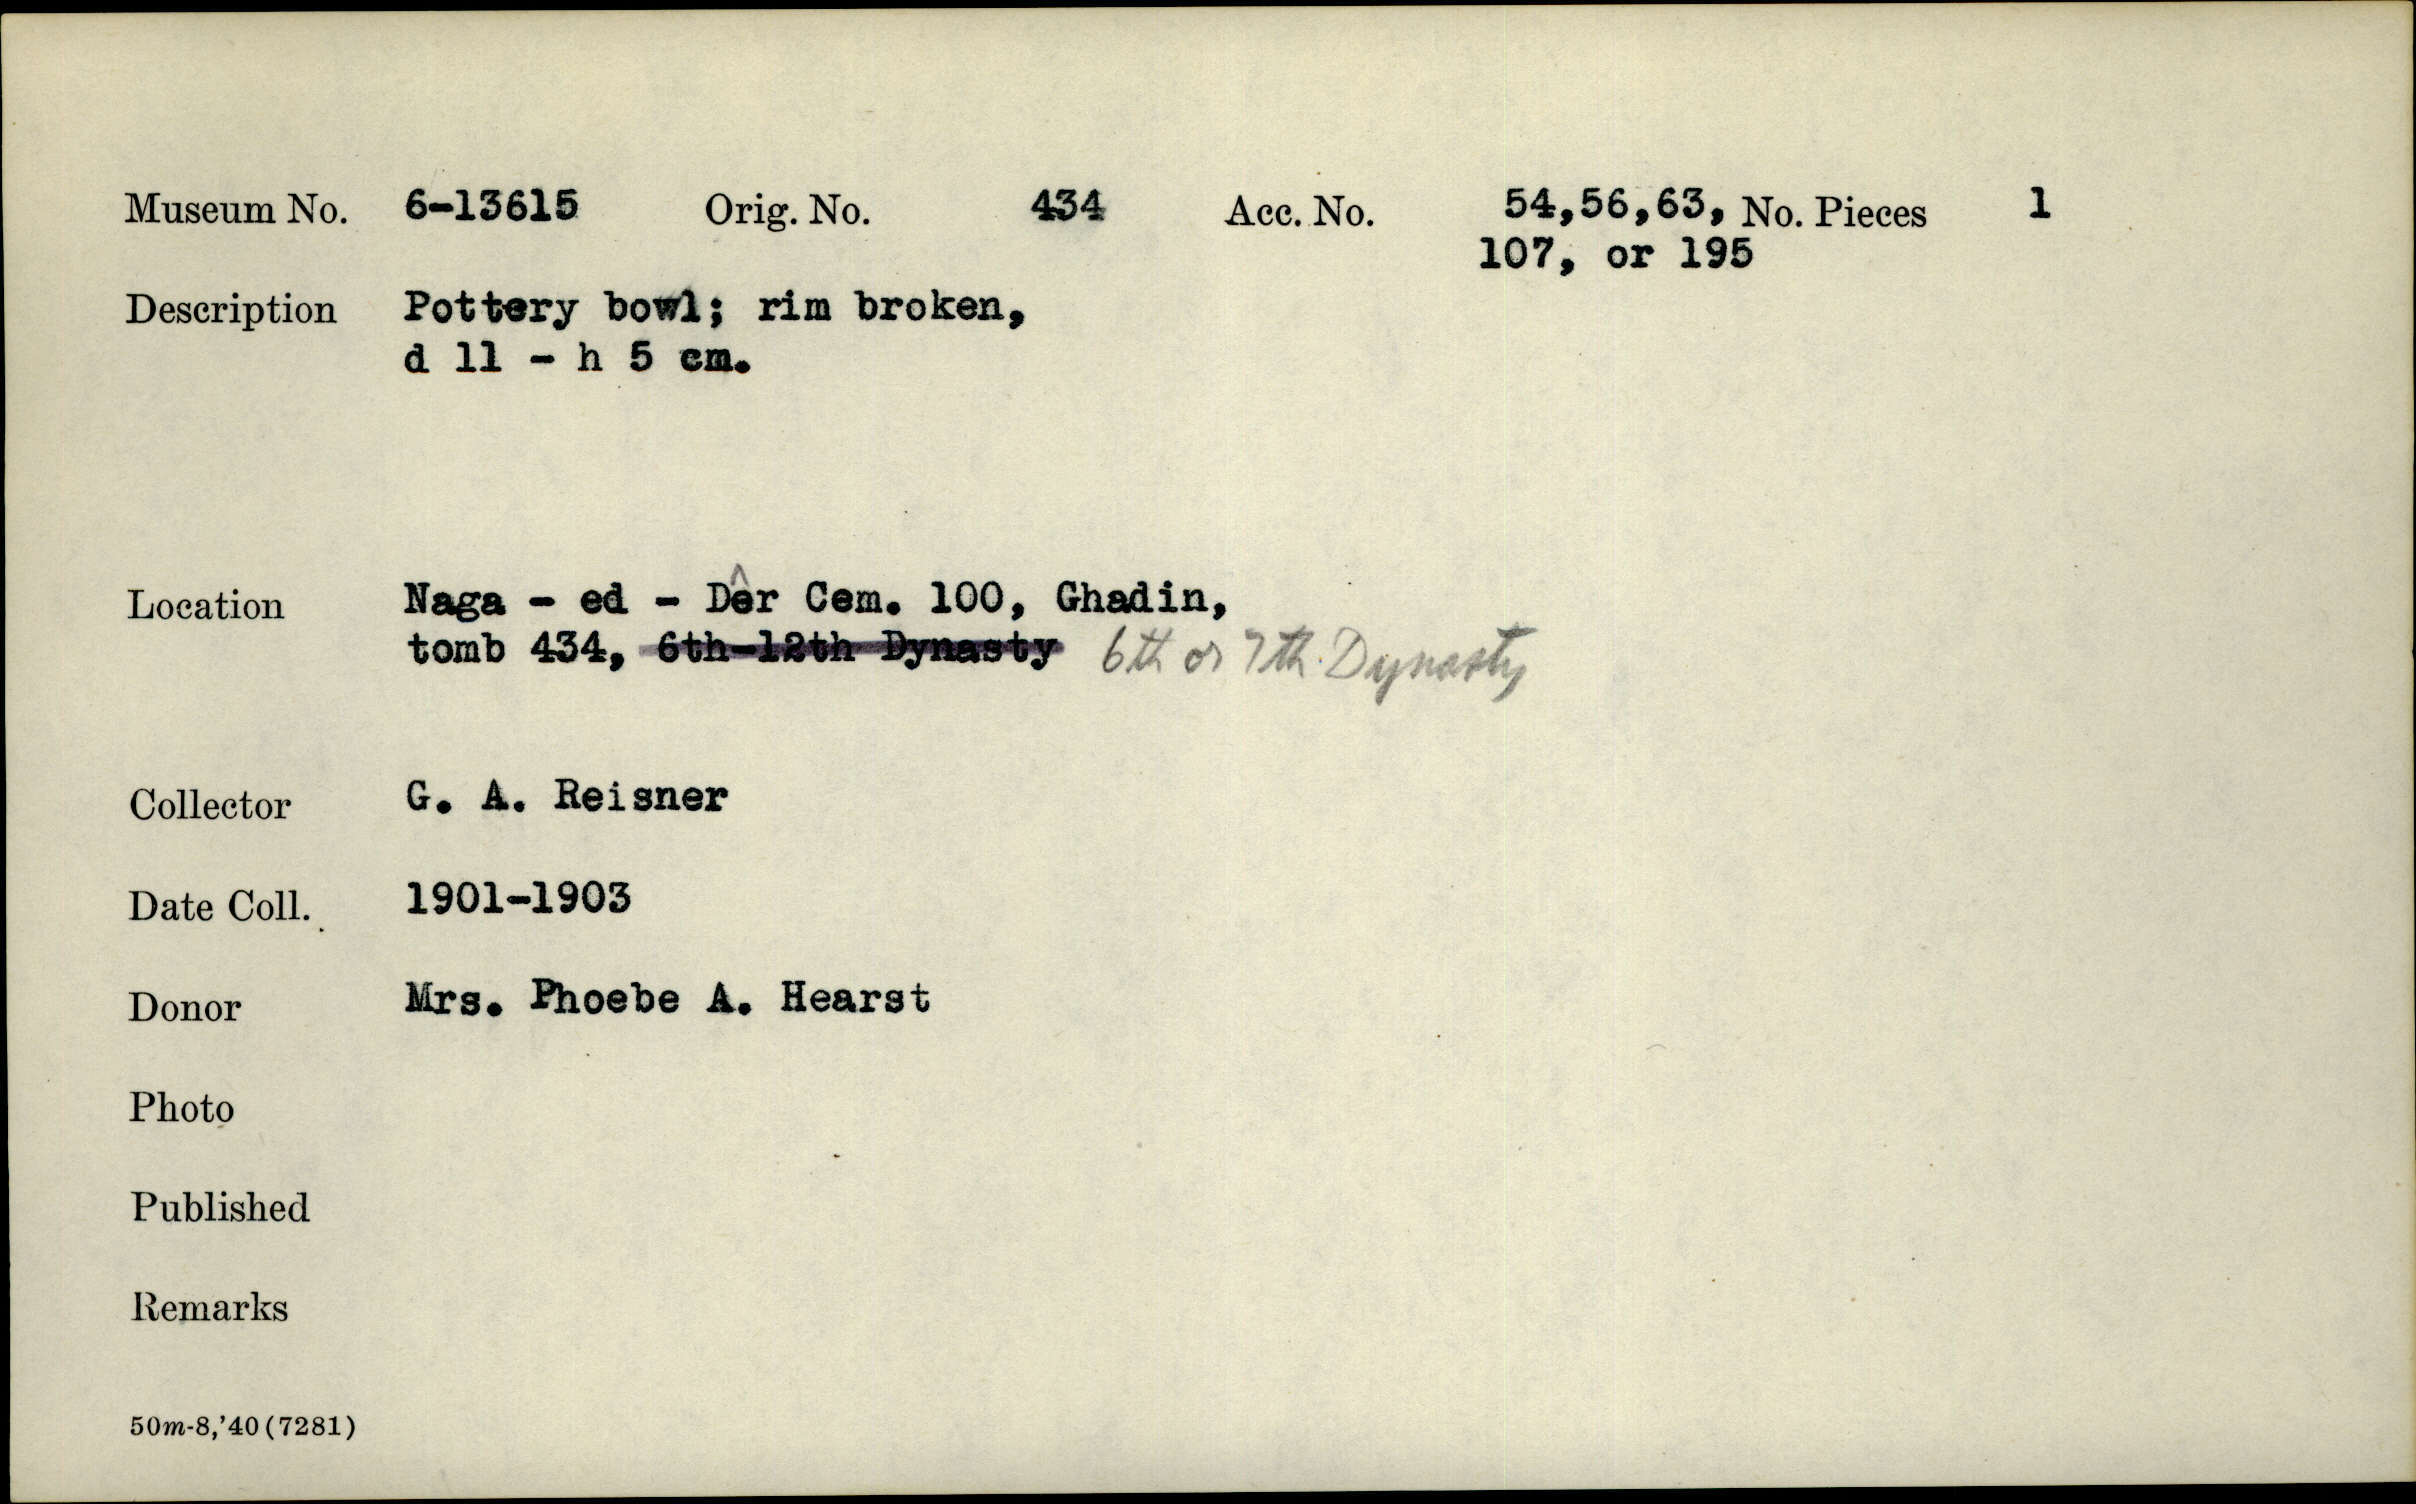 Museum No. 6-13615 Orig. No. 434 Acc. No. 54,56,63, No. Pieces 1
107, or 195
Description Pottery bowl; rim broken,
d 11 - h 5 cm.
Location Naga - ed - Dêr Cem. 100, Ghadin,
tomb 434, 6th-12th Dynasty 6th or 7th Dynasty
Collector G. A. Reisner
Date Coll. 1901-1903
Donor Mrs. Phoebe A. Hearst
Photo
Published
Remarks
50m-8,'40(7281)